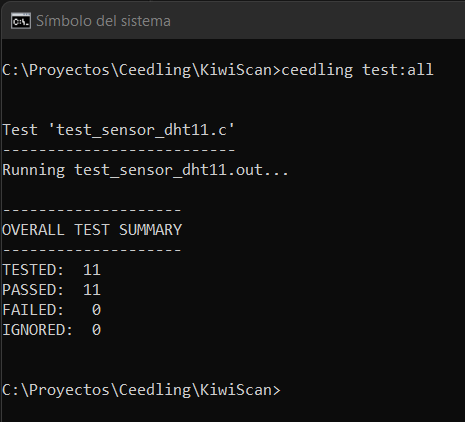 Símbolo del sistema
C:\Proyectos\Ceedling\KiwiScan>ceedling test:all
Test 'test_sensor_dht11.c'
--------------------------
Running test_sensor_dht11.out...
--------------------
OVERALL TEST SUMMARY
--------------------
TESTED:  11
PASSED:  11
FAILED:   0
IGNORED:  0
C:\Proyectos\Ceedling\KiwiScan>